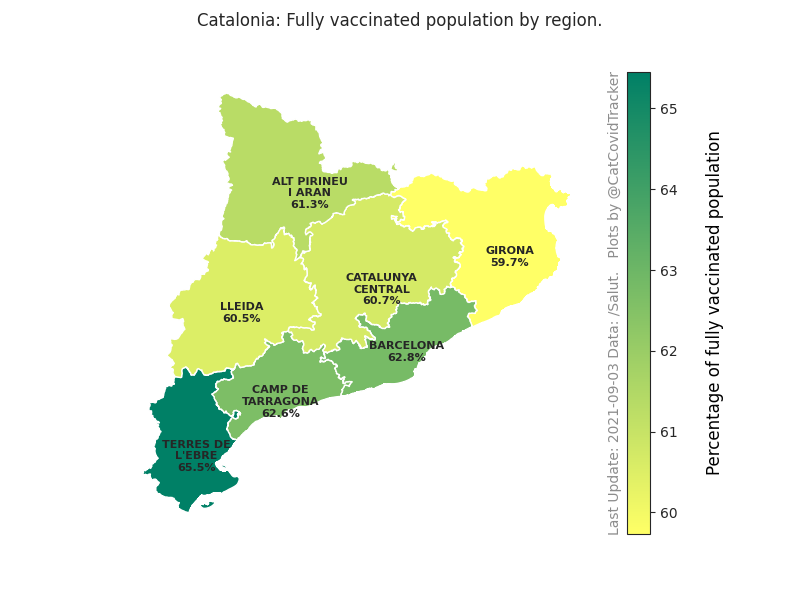 Catalonia: Fully vaccinated population by region.
ALT PIRINEU
I ARAN
61.3%
GIRONA
59.7%
CATALUNYA
CENTRAL
60.7%
LLEIDA
60.5%
BARCELONA
62.8%
CAMP DE
TARRAGONA
62.6%
TERRES DE
L'EBRE
65.5%
Last Update: 2021-09-03 Data: /Salut.   Plots by @CatCovidTracker
65
64
63
62
61
60
Percentage of fully vaccinated population